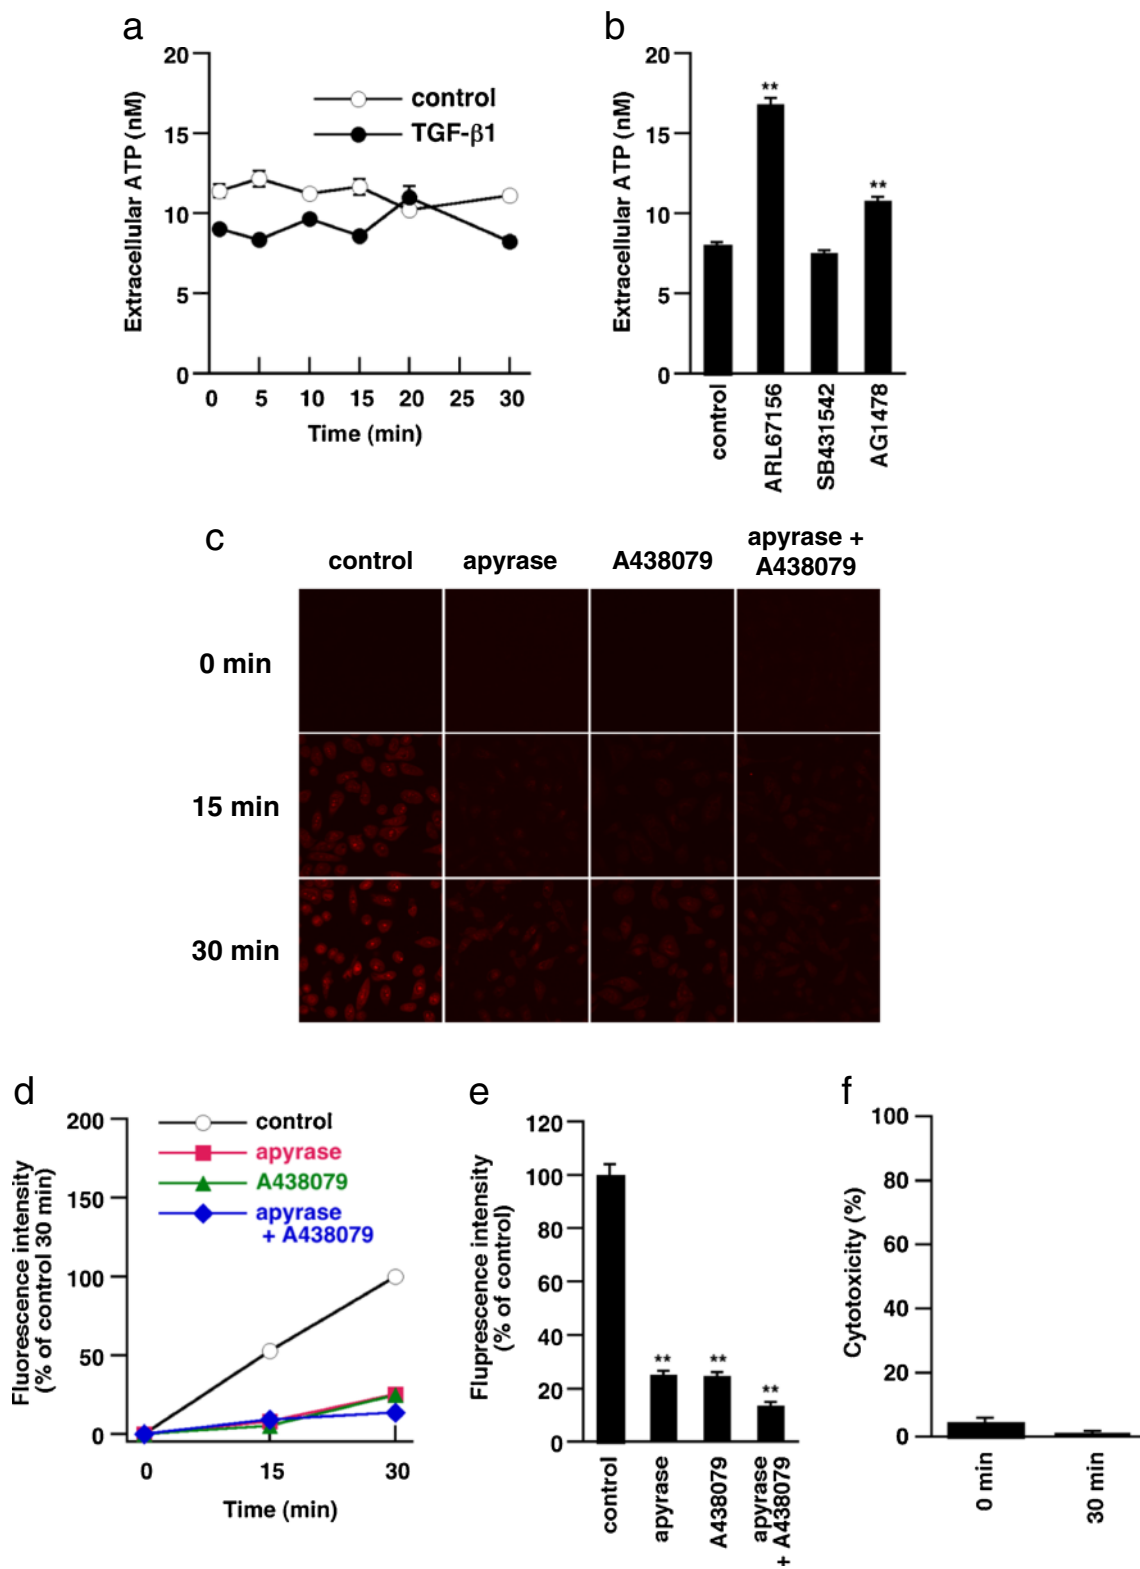 a
20
15
10
5
0
Extracellular ATP (nM)
control
TGF-β1
0 5 10 15 20 25 30
Time (min)
b
20
15
10
5
0
Extracellular ATP (nM)
**
**
control
ARL67156
SB431542
AG1478
c
control apyrase A438079 apyrase +
A438079
0 min
15 min
30 min
d
200
150
100
50
0
Fluorescence intensity
(% of control 30 min)
control
apyrase
A438079
apyrase
+ A438079
0 15 30
Time (min)
e
120
100
80
60
40
20
0
Fluprescence intensity
(% of control)
** ** **
control
apyrase
A438079
apyrase
+ A438079
f
100
80
60
40
20
0
Cytotoxicity (%)
0 min
30 min